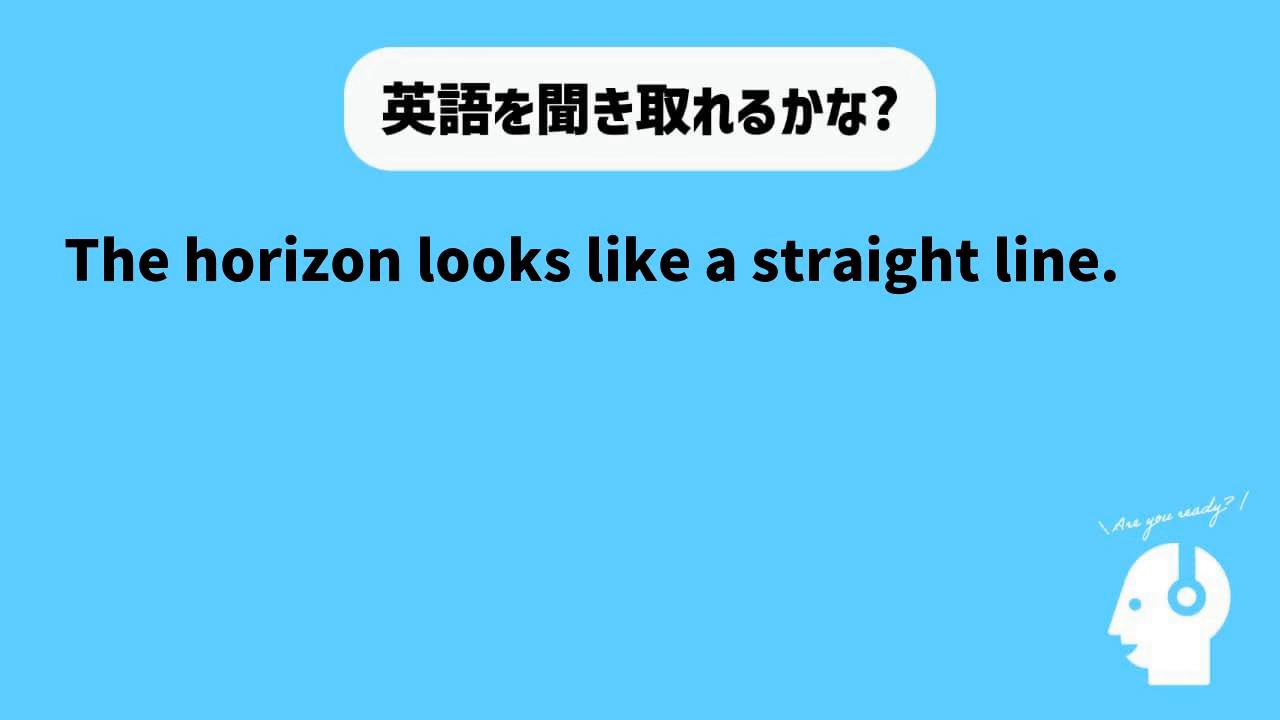 英語を聞き取れるかな?
The horizon looks like a straight line.
\ Are you ready? /